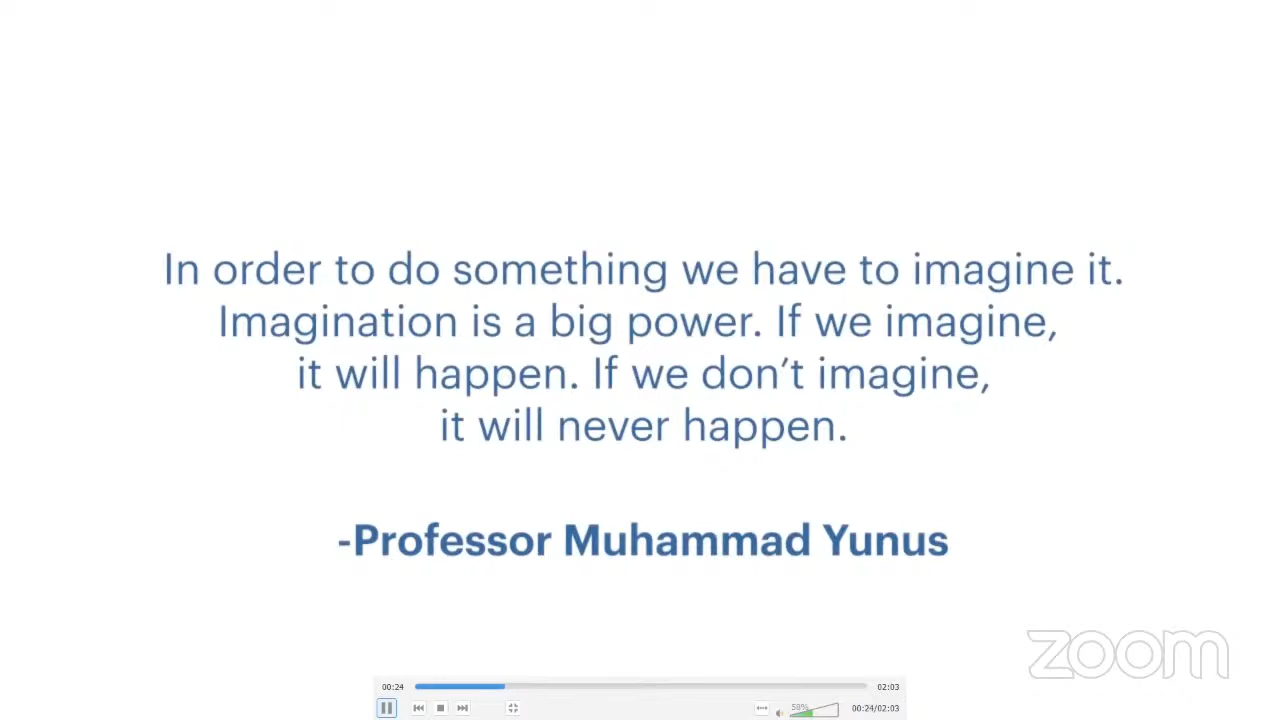 In order to do something we have to imagine it.
Imagination is a big power. If we imagine,
it will happen. If we don’t imagine,
it will never happen.
-Professor Muhammad Yunus
zoom
00:24 02:03
58% 00:24/02:03